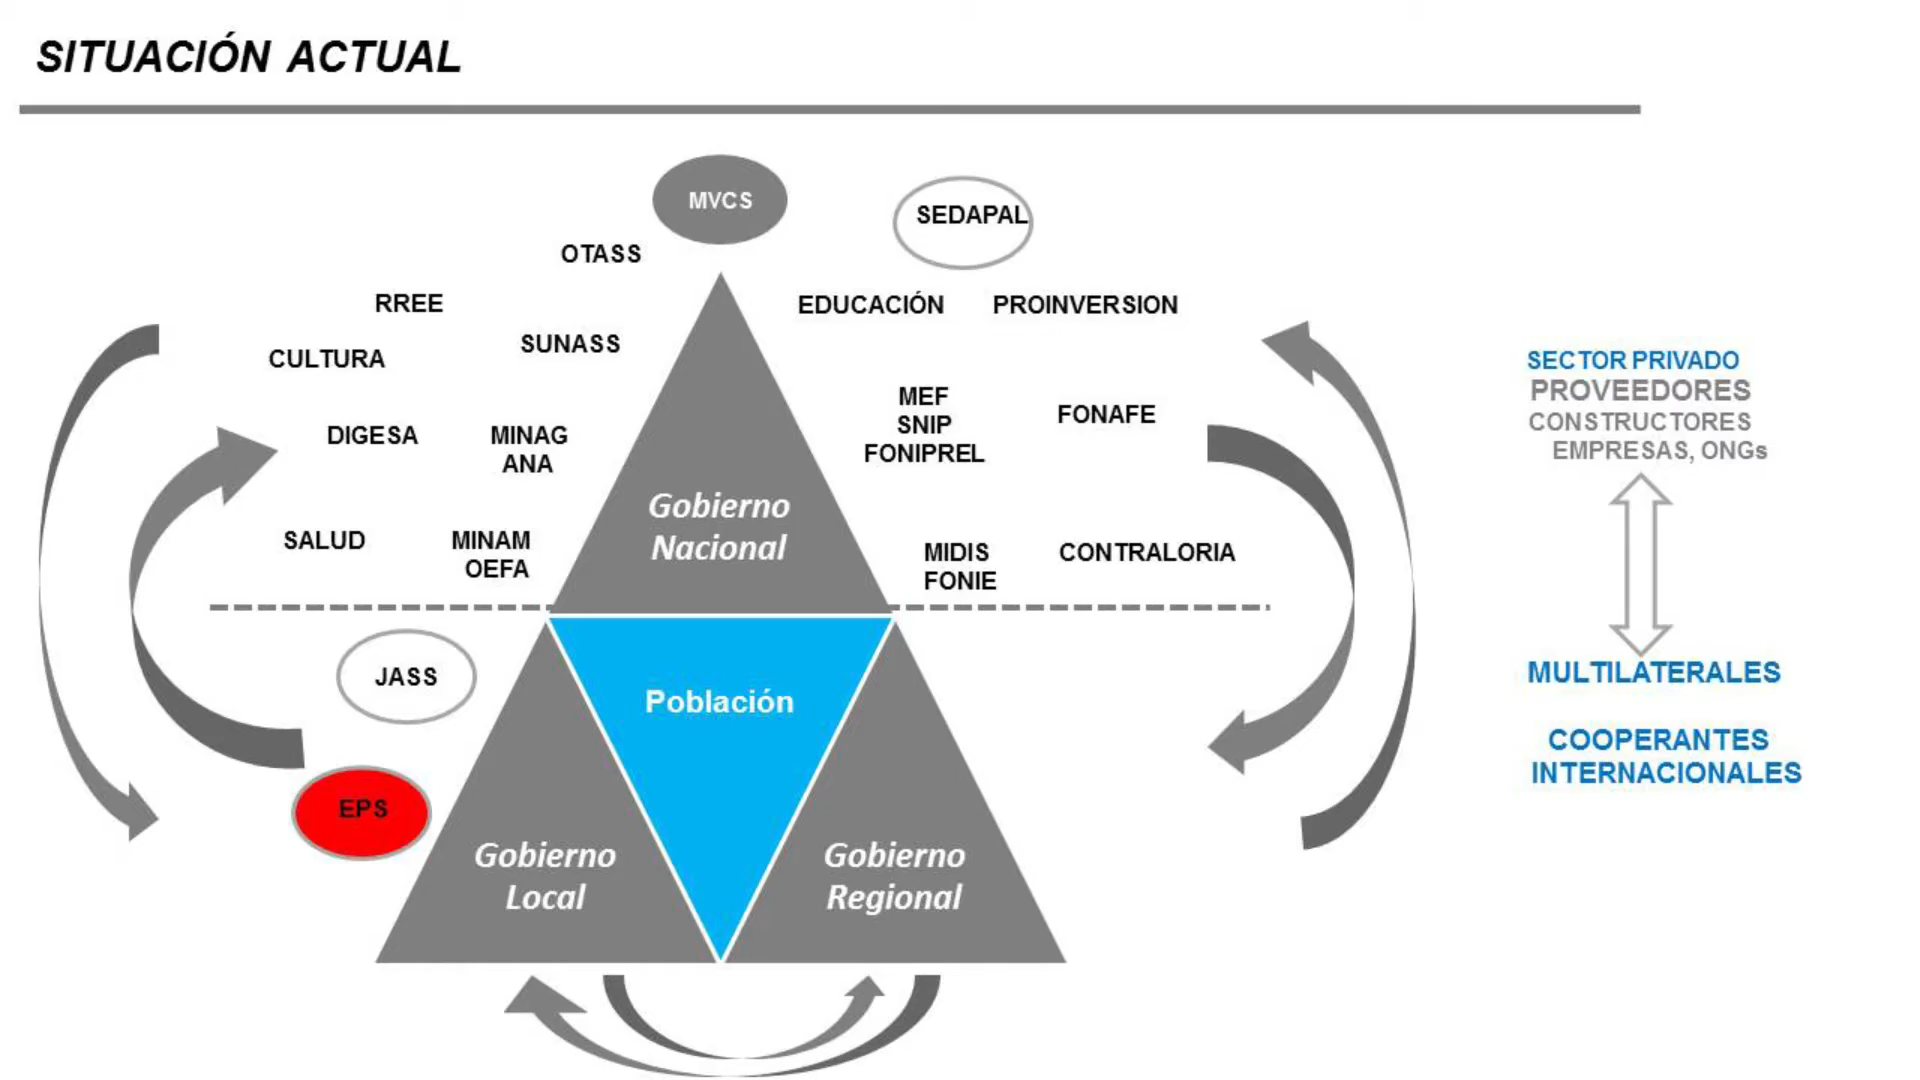 SITUACIÓN ACTUAL
MVCS
SEDAPAL
OTASS
RREE
EDUCACIÓN
PROINVERSION
SUNASS
CULTURA
MEF
SNIP
FONIPREL
FONAFE
DIGESA
MINAG
ANA
Gobierno
Nacional
SALUD
MINAM
OEFA
MIDIS
FONIE
CONTRALORIA
JASS
Población
EPS
Gobierno
Local
Gobierno
Regional
SECTOR PRIVADO
PROVEEDORES
CONSTRUCTORES
EMPRESAS, ONGs
MULTILATERALES
COOPERANTES
INTERNACIONALES